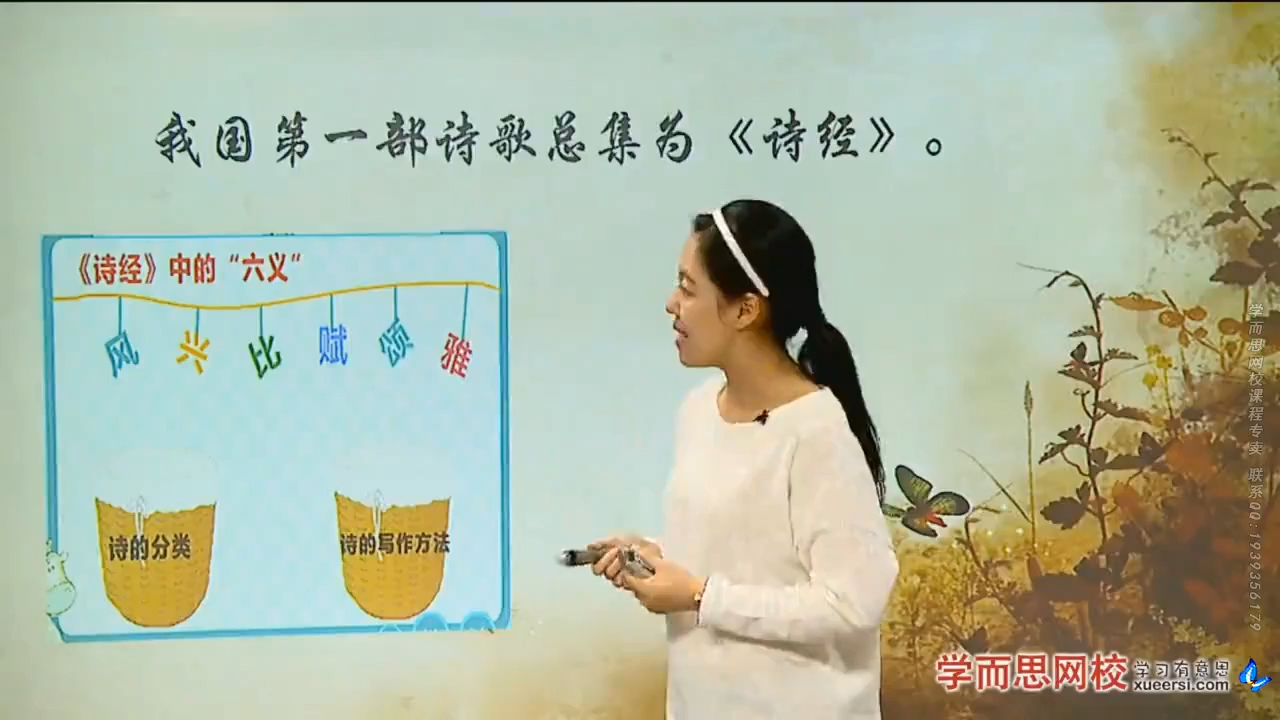 我国第一部诗歌总集为《诗经》。
《诗经》中的“六义”
风 兴 比 赋 颂 雅
诗的分类
诗的写作方法
学而思网校课程专卖 联系QQ:1939356179
学而思网校 学习有意思
xueersi.com